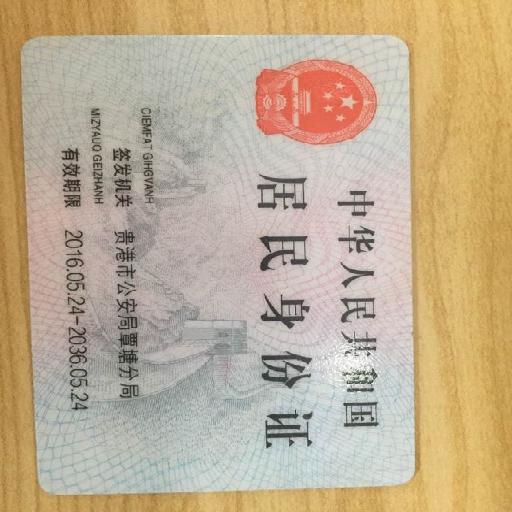 中华人民共和国
居民身份证
CIEMFAT GIHGVANH
签发机关 贵港市公安局覃塘分局
MIZYAUQ GEIZHANH
有效期限 2016.05.24-2036.05.24